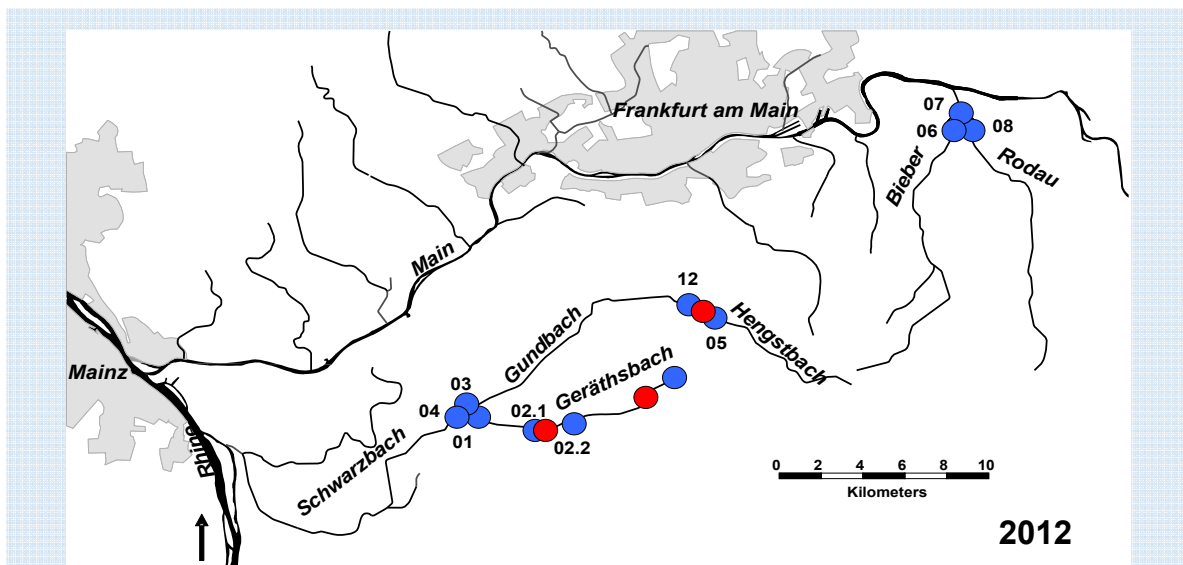 Frankfurt am Main
07
06
08
Bieber
Rodau
Main
12
Hengstbach
05
Gundbach
Geräthsbach
Mainz
03
04
01
02.1
02.2
Rhine
Schwarzbach
0 2 4 6 8 10
Kilometers
2012